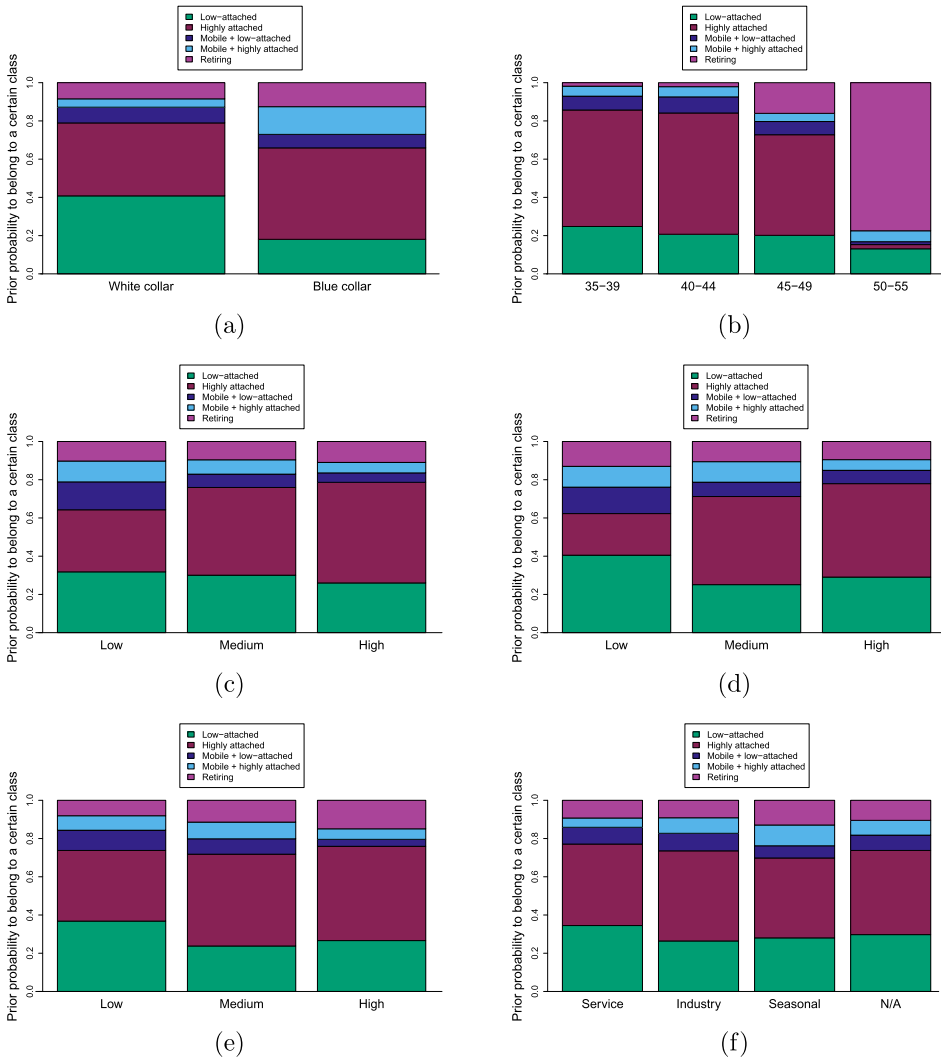 Low−attached
Highly attached
Mobile + low−attached
Mobile + highly attached
Retiring
Prior probability to belong to a certain class
1.0
0.8
0.6
0.4
0.2
0.0
White collar Blue collar
(a)
Low−attached
Highly attached
Mobile + low−attached
Mobile + highly attached
Retiring
Prior probability to belong to a certain class
1.0
0.8
0.6
0.4
0.2
0.0
35−39 40−44 45−49 50−55
(b)
Low−attached
Highly attached
Mobile + low−attached
Mobile + highly attached
Retiring
Prior probability to belong to a certain class
1.0
0.8
0.6
0.4
0.2
0.0
Low Medium High
(c)
Low−attached
Highly attached
Mobile + low−attached
Mobile + highly attached
Retiring
Prior probability to belong to a certain class
1.0
0.8
0.6
0.4
0.2
0.0
Low Medium High
(d)
Low−attached
Highly attached
Mobile + low−attached
Mobile + highly attached
Retiring
Prior probability to belong to a certain class
1.0
0.8
0.6
0.4
0.2
0.0
Low Medium High
(e)
Low−attached
Highly attached
Mobile + low−attached
Mobile + highly attached
Retiring
Prior probability to belong to a certain class
1.0
0.8
0.6
0.4
0.2
0.0
Service Industry Seasonal N/A
(f)